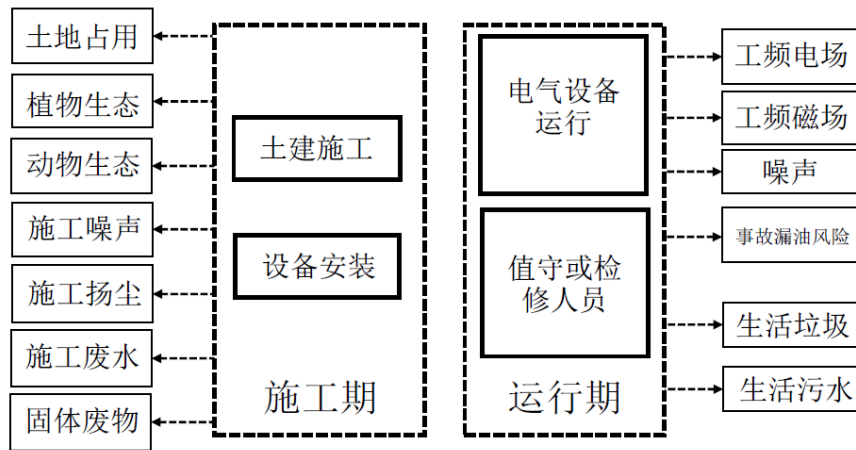 土地占用
植物生态
动物生态
施工噪声
施工扬尘
施工废水
固体废物
土建施工
设备安装
施工期
电气设备
运行
值守或检
修人员
运行期
工频电场
工频磁场
噪声
事故漏油风险
生活垃圾
生活污水